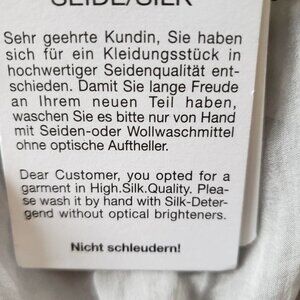 SEIDE/SILK
Sehr geehrte Kundin, Sie haben
sich für ein Kleidungsstück in
hochwertiger Seidenqualität ent-
schieden. Damit Sie lange Freude
an Ihrem neuen Teil haben,
waschen Sie es bitte nur von Hand
mit Seiden-oder Wollwaschmittel
ohne optische Aufheller.
Dear Customer, you opted for a
garment in High.Silk.Quality. Plea-
se wash it by hand with Silk-Deter-
gend without optical brighteners.
Nicht schleudern!